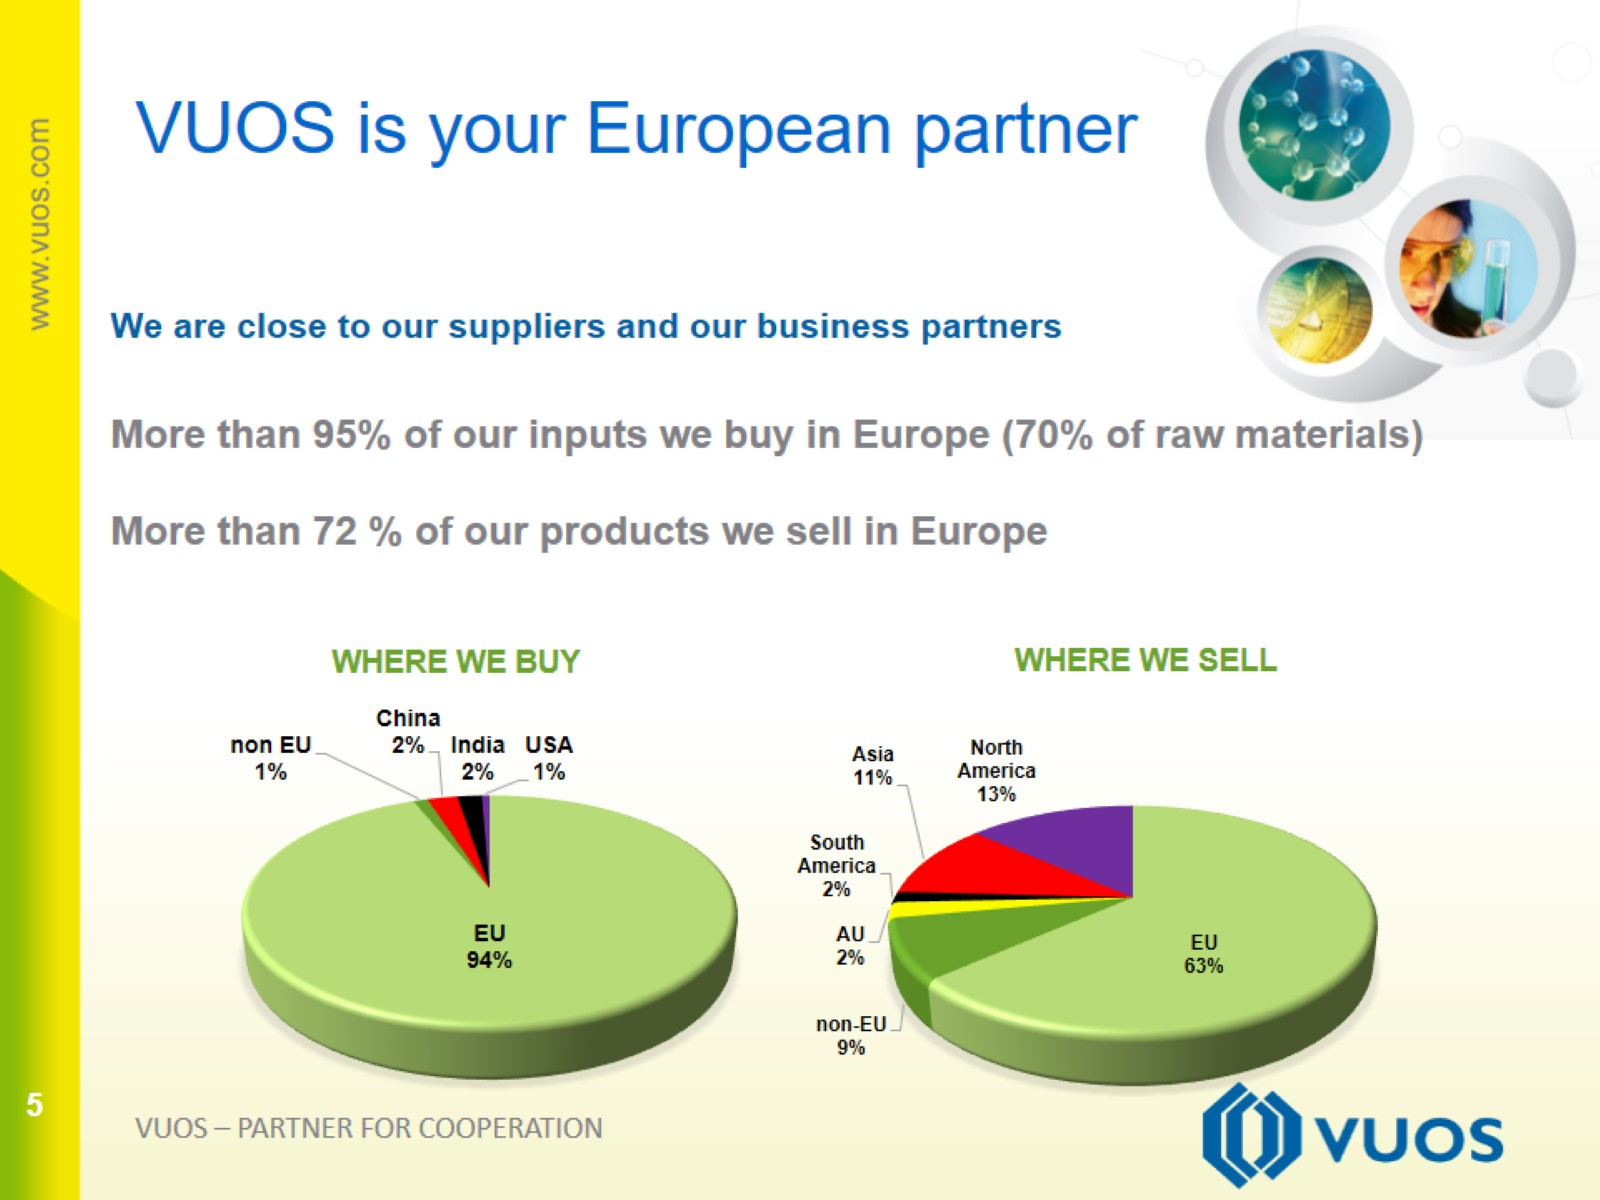 www.vuos.com
VUOS is your European partner
We are close to our suppliers and our business partners
More than 95% of our inputs we buy in Europe (70% of raw materials)
More than 72 % of our products we sell in Europe
WHERE WE BUY
non EU
1%
China
2%
India
2%
USA
1%
EU
94%
WHERE WE SELL
Asia
11%
North
America
13%
South
America
2%
AU
2%
non-EU
9%
EU
63%
5
VUOS – PARTNER FOR COOPERATION
VUOS